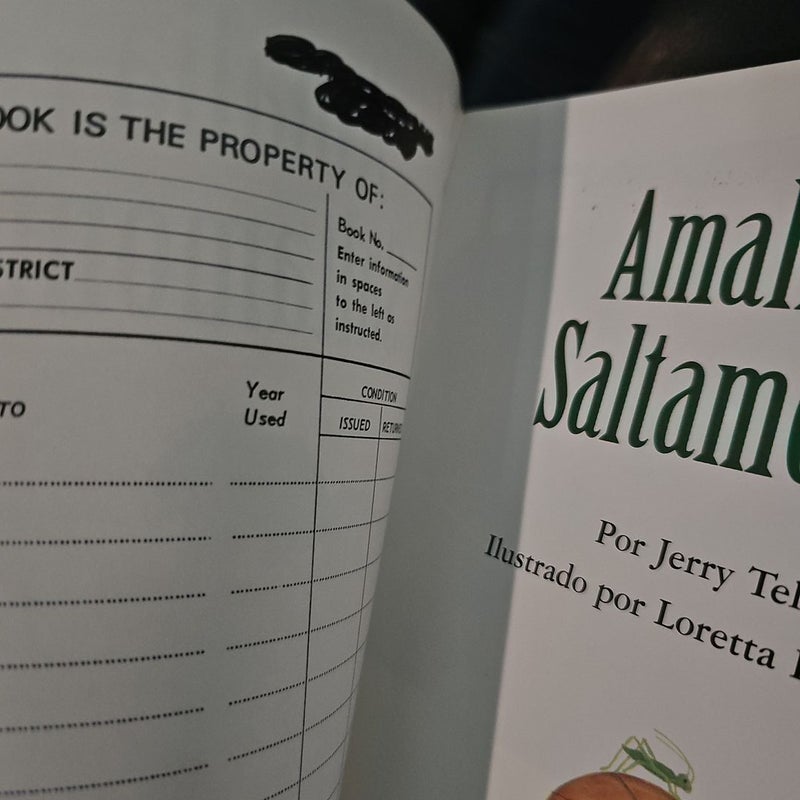 OOK IS THE PROPERTY OF:
Book No.
Enter information
in spaces
to the left as
instructed.
STRICT
TO
Year
Used
CONDITION
ISSUED
RETURNE
Amal
Saltam
Por Jerry Tel
Ilustrado por Loretta